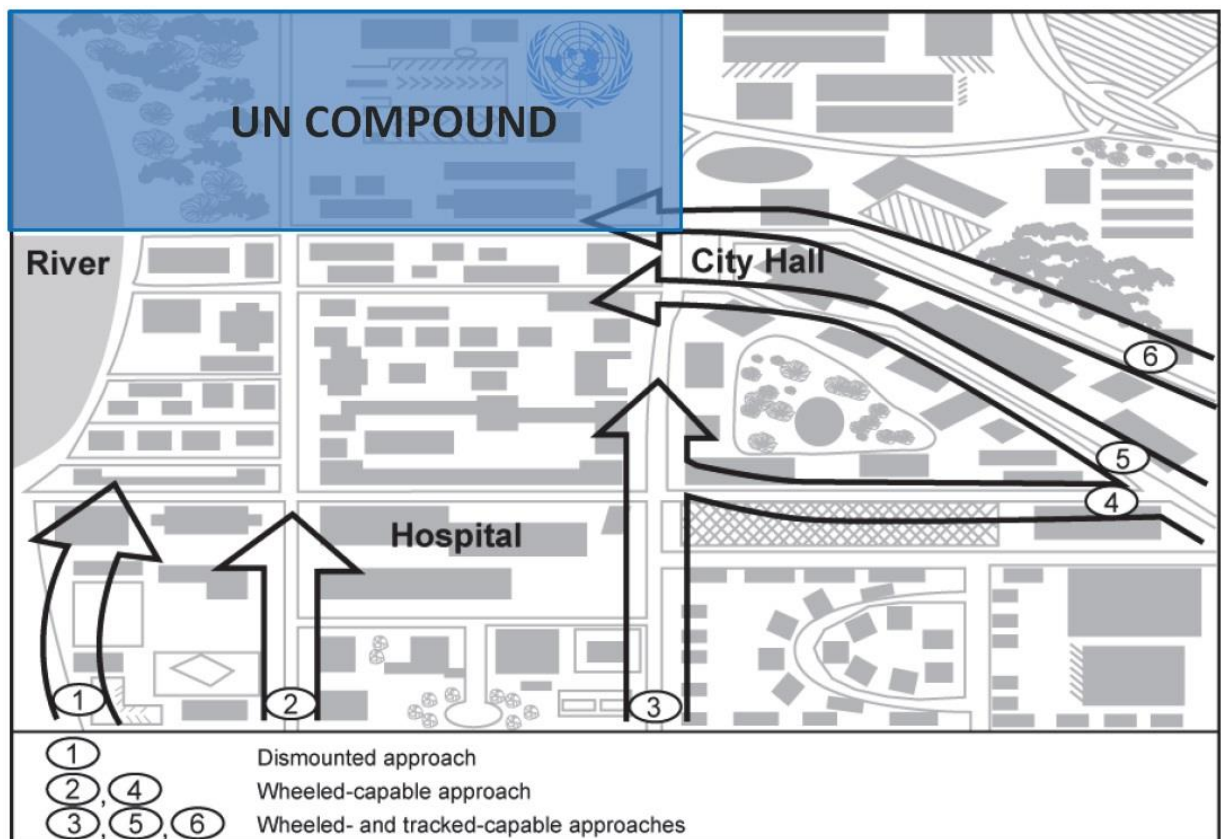 UN COMPOUND
River
City Hall
6
5
4
Hospital
1
2
3
1 Dismounted approach
2, 4 Wheeled-capable approach
3, 5, 6 Wheeled- and tracked-capable approaches